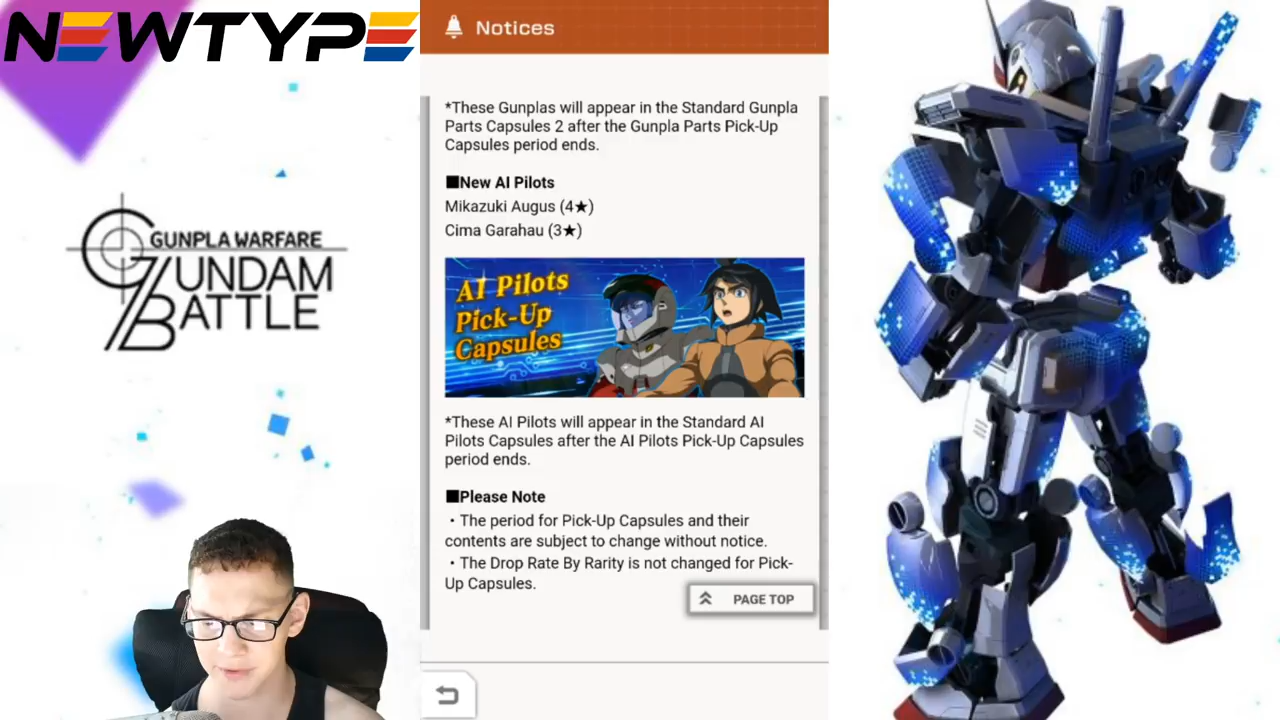 NEWTYPE
GUNPLA WARFARE
GUNDAM
BATTLE
Notices
*These Gunplas will appear in the Standard Gunpla
Parts Capsules 2 after the Gunpla Parts Pick-Up
Capsules period ends.
■New AI Pilots
Mikazuki Augus (4★)
Cima Garahau (3★)
AI Pilots
Pick-Up
Capsules
*These AI Pilots will appear in the Standard AI
Pilots Capsules after the AI Pilots Pick-Up Capsules
period ends.
■Please Note
・The period for Pick-Up Capsules and their
contents are subject to change without notice.
・The Drop Rate By Rarity is not changed for Pick-
Up Capsules.
PAGE TOP